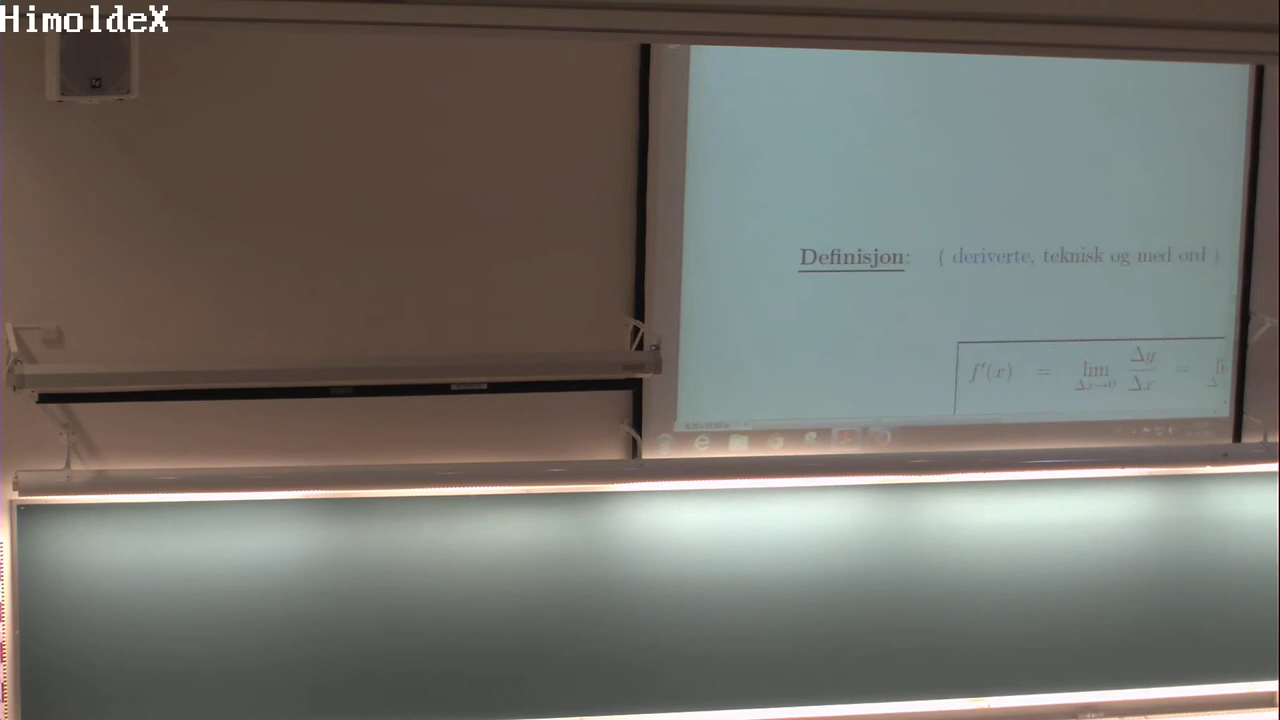 HimoldeX
Definisjon: ( deriverte, teknisk og med ord )
f'(x) = lim Δx→0 Δy/Δx =